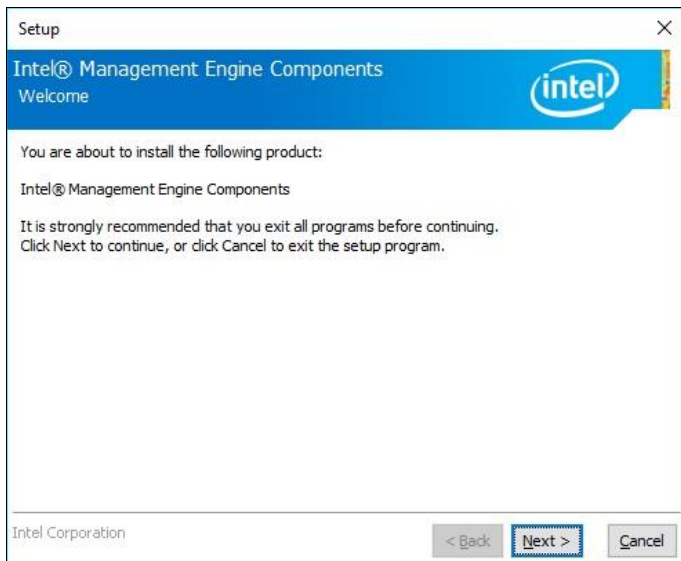 Setup
Intel® Management Engine Components
Welcome
intel
You are about to install the following product:
Intel® Management Engine Components
It is strongly recommended that you exit all programs before continuing.
Click Next to continue, or click Cancel to exit the setup program.
Intel Corporation
< Back Next > Cancel